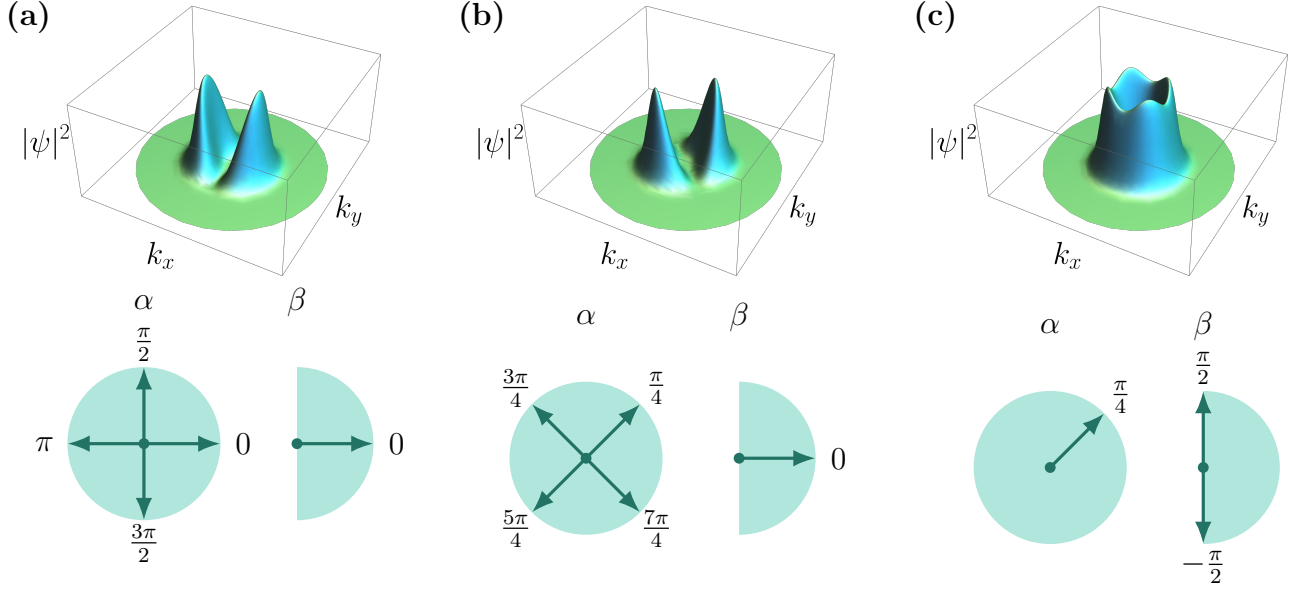 (a)
|ψ|²
k_x
k_y
α
β
π/2
π
0
3π/2
0
(b)
|ψ|²
k_x
k_y
α
β
3π/4
π/4
5π/4
7π/4
0
(c)
|ψ|²
k_x
k_y
α
β
π/4
π/2
−π/2